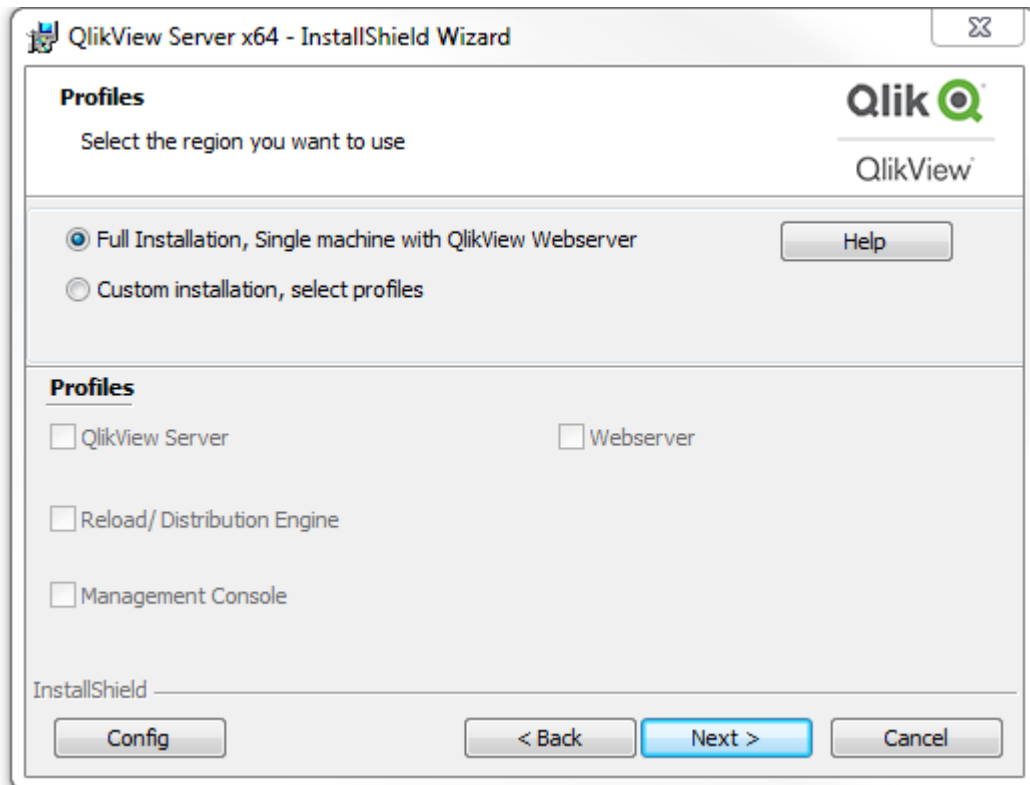 QlikView Server x64 - InstallShield Wizard
Profiles
Select the region you want to use
Qlik
QlikView
Full Installation, Single machine with QlikView Webserver
Help
Custom installation, select profiles
Profiles
QlikView Server
Webserver
Reload/ Distribution Engine
Management Console
InstallShield
Config
< Back
Next >
Cancel